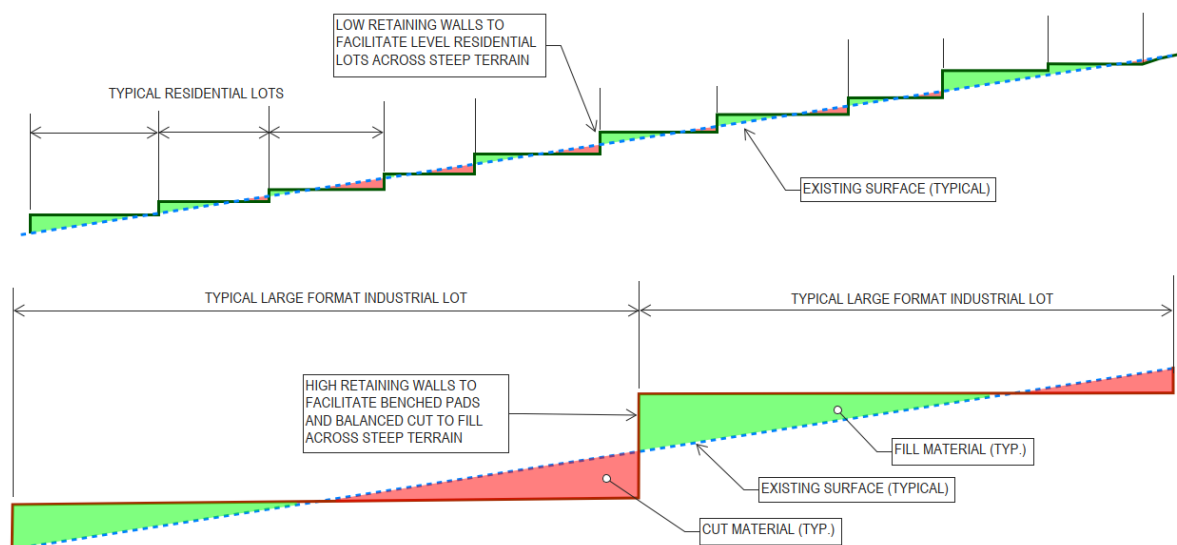 LOW RETAINING WALLS TO
FACILITATE LEVEL RESIDENTIAL
LOTS ACROSS STEEP TERRAIN
TYPICAL RESIDENTIAL LOTS
EXISTING SURFACE (TYPICAL)
TYPICAL LARGE FORMAT INDUSTRIAL LOT
TYPICAL LARGE FORMAT INDUSTRIAL LOT
HIGH RETAINING WALLS TO
FACILITATE BENCHED PADS
AND BALANCED CUT TO FILL
ACROSS STEEP TERRAIN
FILL MATERIAL (TYP.)
EXISTING SURFACE (TYPICAL)
CUT MATERIAL (TYP.)